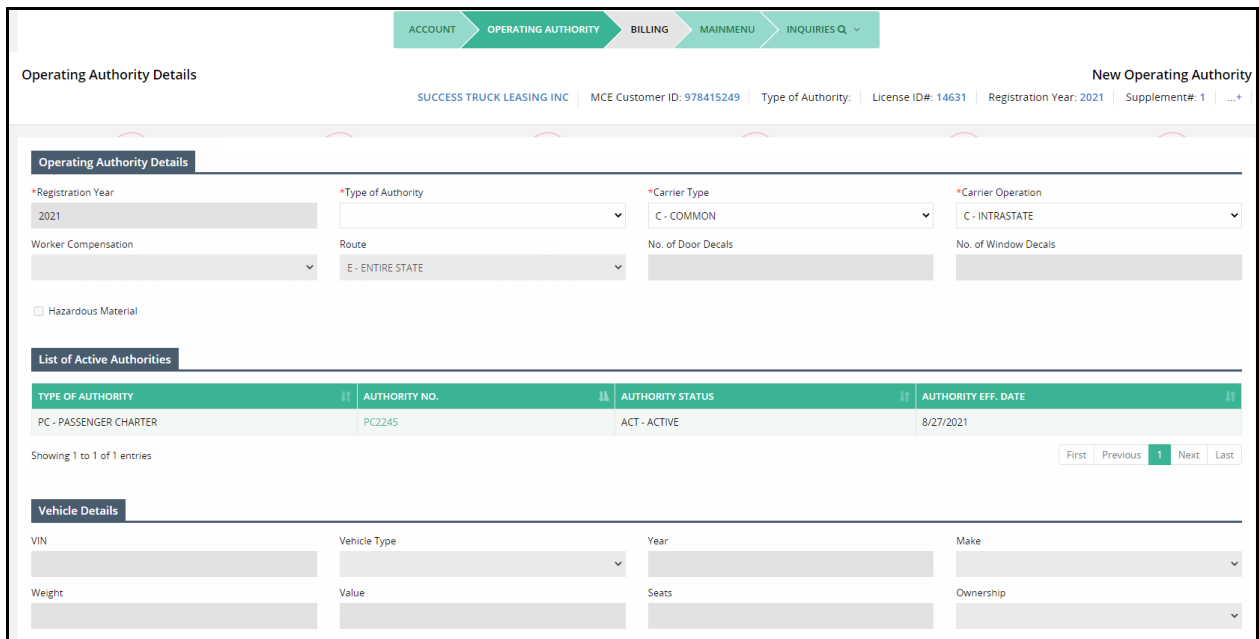 ACCOUNT OPERATING AUTHORITY BILLING MAINMENU INQUIRIES
Operating Authority Details New Operating Authority
SUCCESS TRUCK LEASING INC MCE Customer ID: 978415249 Type of Authority: License ID#: 14631 Registration Year: 2021 Supplement#: 1 ...+
Operating Authority Details
*Registration Year *Type of Authority *Carrier Type *Carrier Operation
2021 C - COMMON C - INTRASTATE
Worker Compensation Route No. of Door Decals No. of Window Decals
E - ENTIRE STATE
Hazardous Material
List of Active Authorities
TYPE OF AUTHORITY AUTHORITY NO. AUTHORITY STATUS AUTHORITY EFF. DATE
PC - PASSENGER CHARTER PC2245 ACT - ACTIVE 8/27/2021
Showing 1 to 1 of 1 entries First Previous 1 Next Last
Vehicle Details
VIN Vehicle Type Year Make
Weight Value Seats Ownership